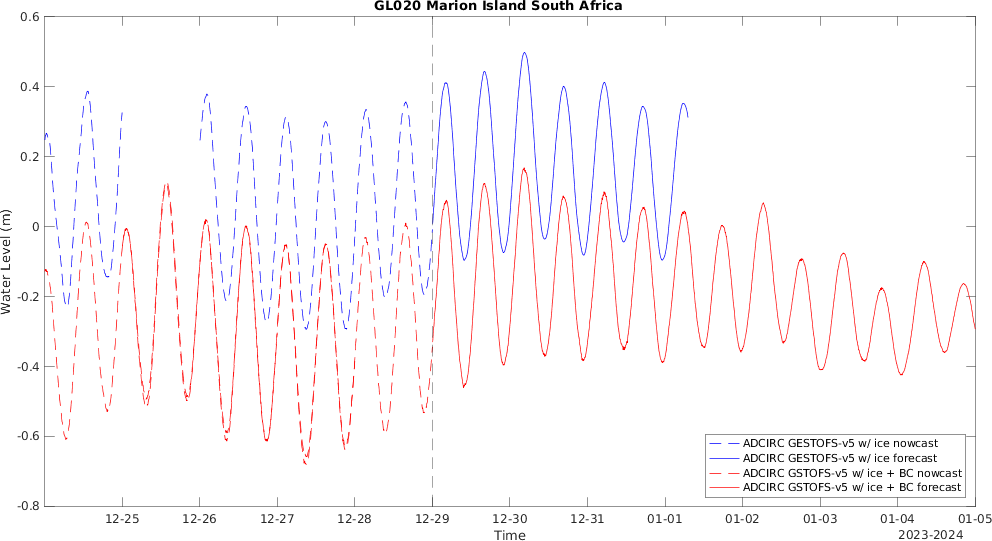 GL020 Marion Island South Africa
0.6
0.4
0.2
0
-0.2
-0.4
-0.6
-0.8
Water Level (m)
ADCIRC GESTOFS-v5 w/ ice nowcast
ADCIRC GESTOFS-v5 w/ ice forecast
ADCIRC GSTOFS-v5 w/ ice + BC nowcast
ADCIRC GSTOFS-v5 w/ ice + BC forecast
12-25 12-26 12-27 12-28 12-29 12-30 12-31 01-01 01-02 01-03 01-04 01-05
Time
2023-2024